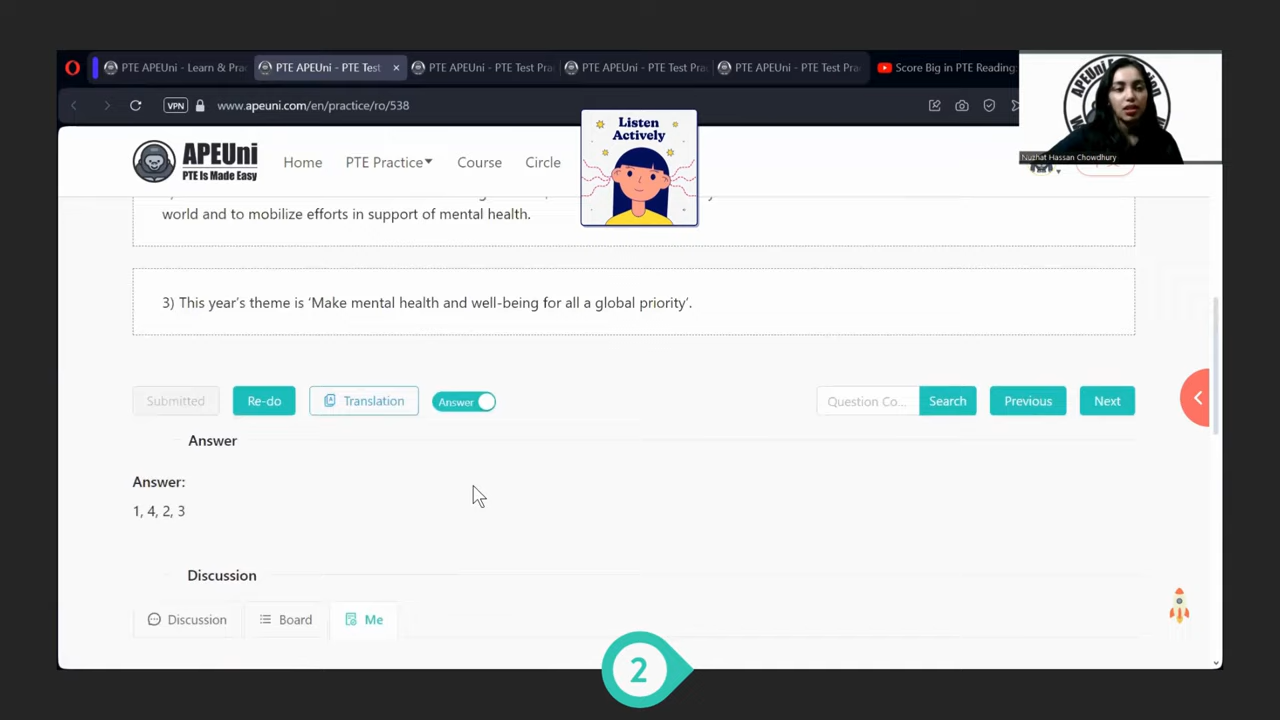 PTE APEUni - Learn & Pra
PTE APEUni - PTE Test
PTE APEUni - PTE Test Pra
PTE APEUni - PTE Test Pra
PTE APEUni - PTE Test Pra
Score Big in PTE Reading:
VPN
www.apeuni.com/en/practice/ro/538
Nuzhat Hassan Chowdhury
APEUni
PTE Is Made Easy
Home
PTE Practice
Course
Circle
Listen
Actively
world and to mobilize efforts in support of mental health.
3) This year's theme is 'Make mental health and well-being for all a global priority'.
Submitted
Re-do
Translation
Answer
Question Co...
Search
Previous
Next
Answer
Answer:
1, 4, 2, 3
Discussion
Discussion
Board
Me
2